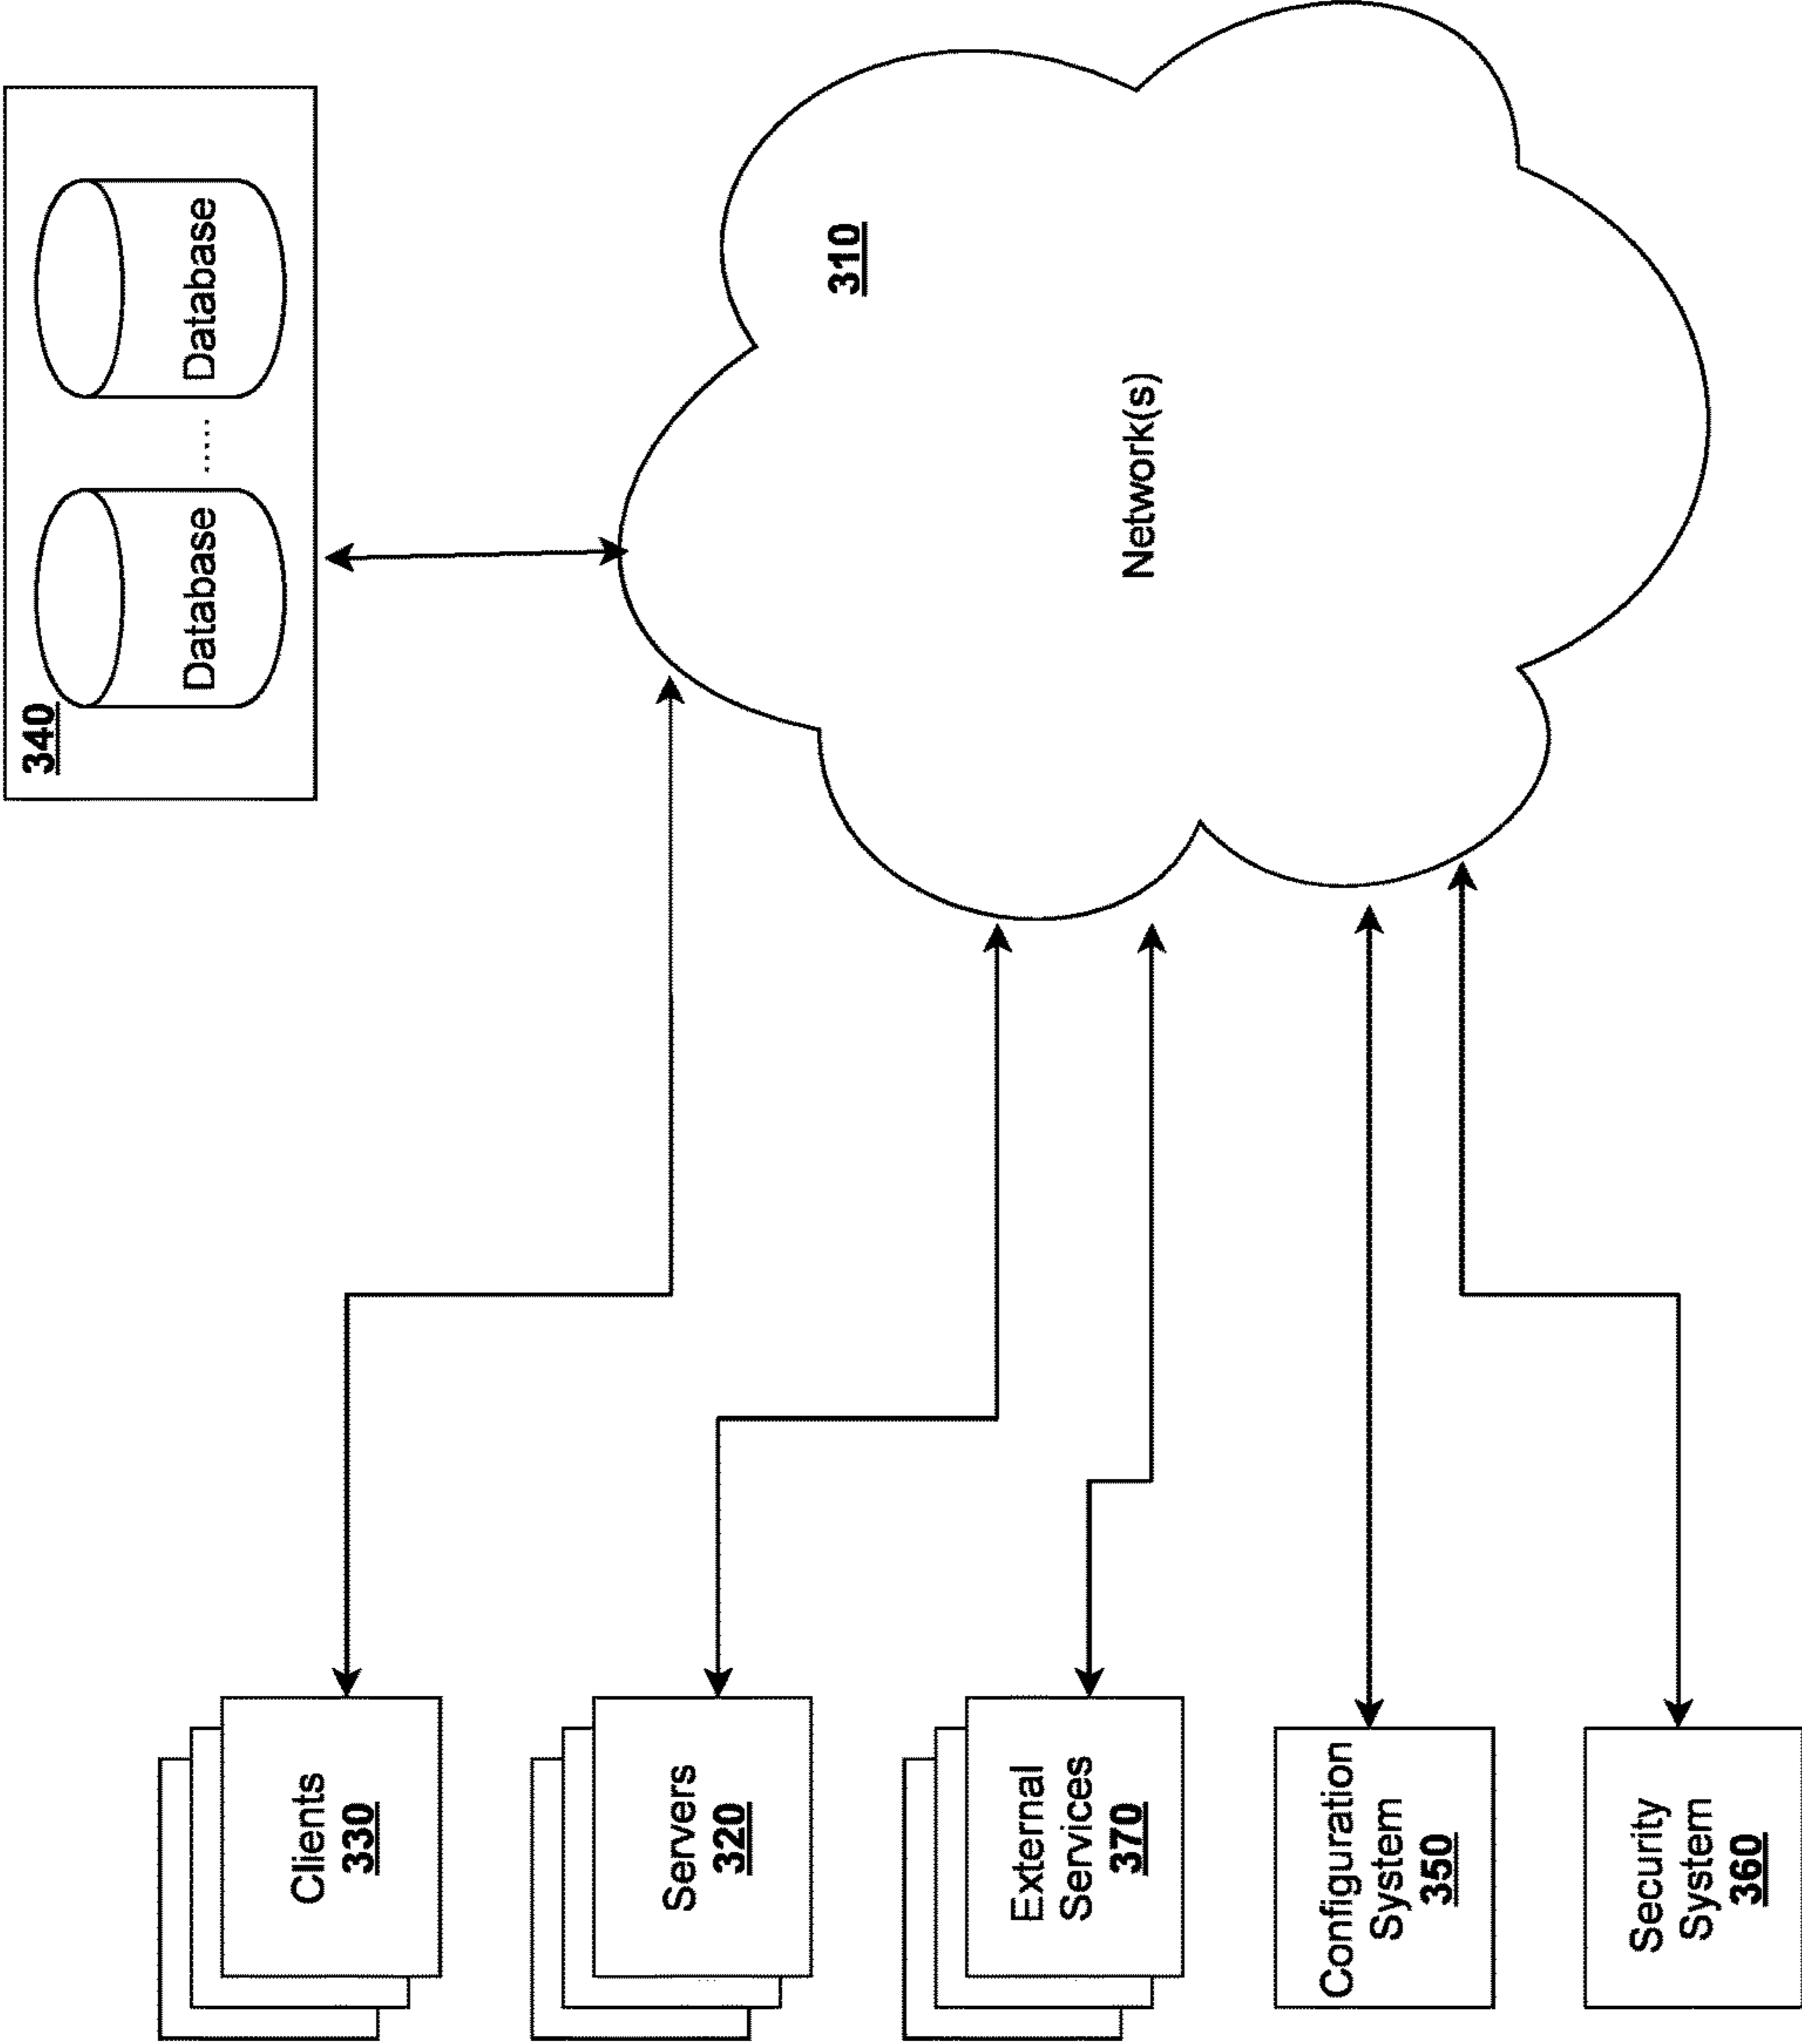 Clients
330
Servers
320
External
Services
370
Configuration
System
350
Security
System
360
340
Database
.....
Database
310
Network(s)